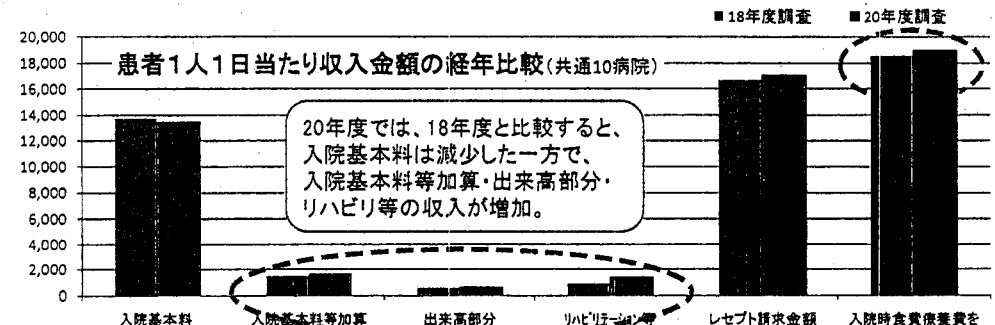 ■18年度調査 ■20年度調査
患者1人1日当たり収入金額の経年比較(共通10病院)
20,000
18,000
16,000
14,000
12,000
10,000
8,000
6,000
4,000
2,000
0
20年度では、18年度と比較すると、
入院基本料は減少した一方で、
入院基本料等加算・出来高部分・
リハビリ等の収入が増加。
入院基本料 入院基本料等加算 出来高部分 リハビリテーション等 レセプト請求金額 入院時食費療養費を